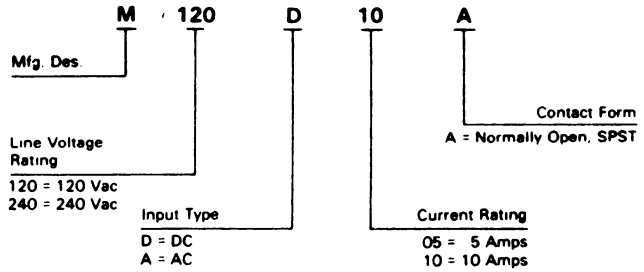 M 120 D 10 A
Mfg. Des.
Contact Form
A = Normally Open, SPST
Line Voltage
Rating
120 = 120 Vac
240 = 240 Vac
Input Type
D = DC
A = AC
Current Rating
05 = 5 Amps
10 = 10 Amps